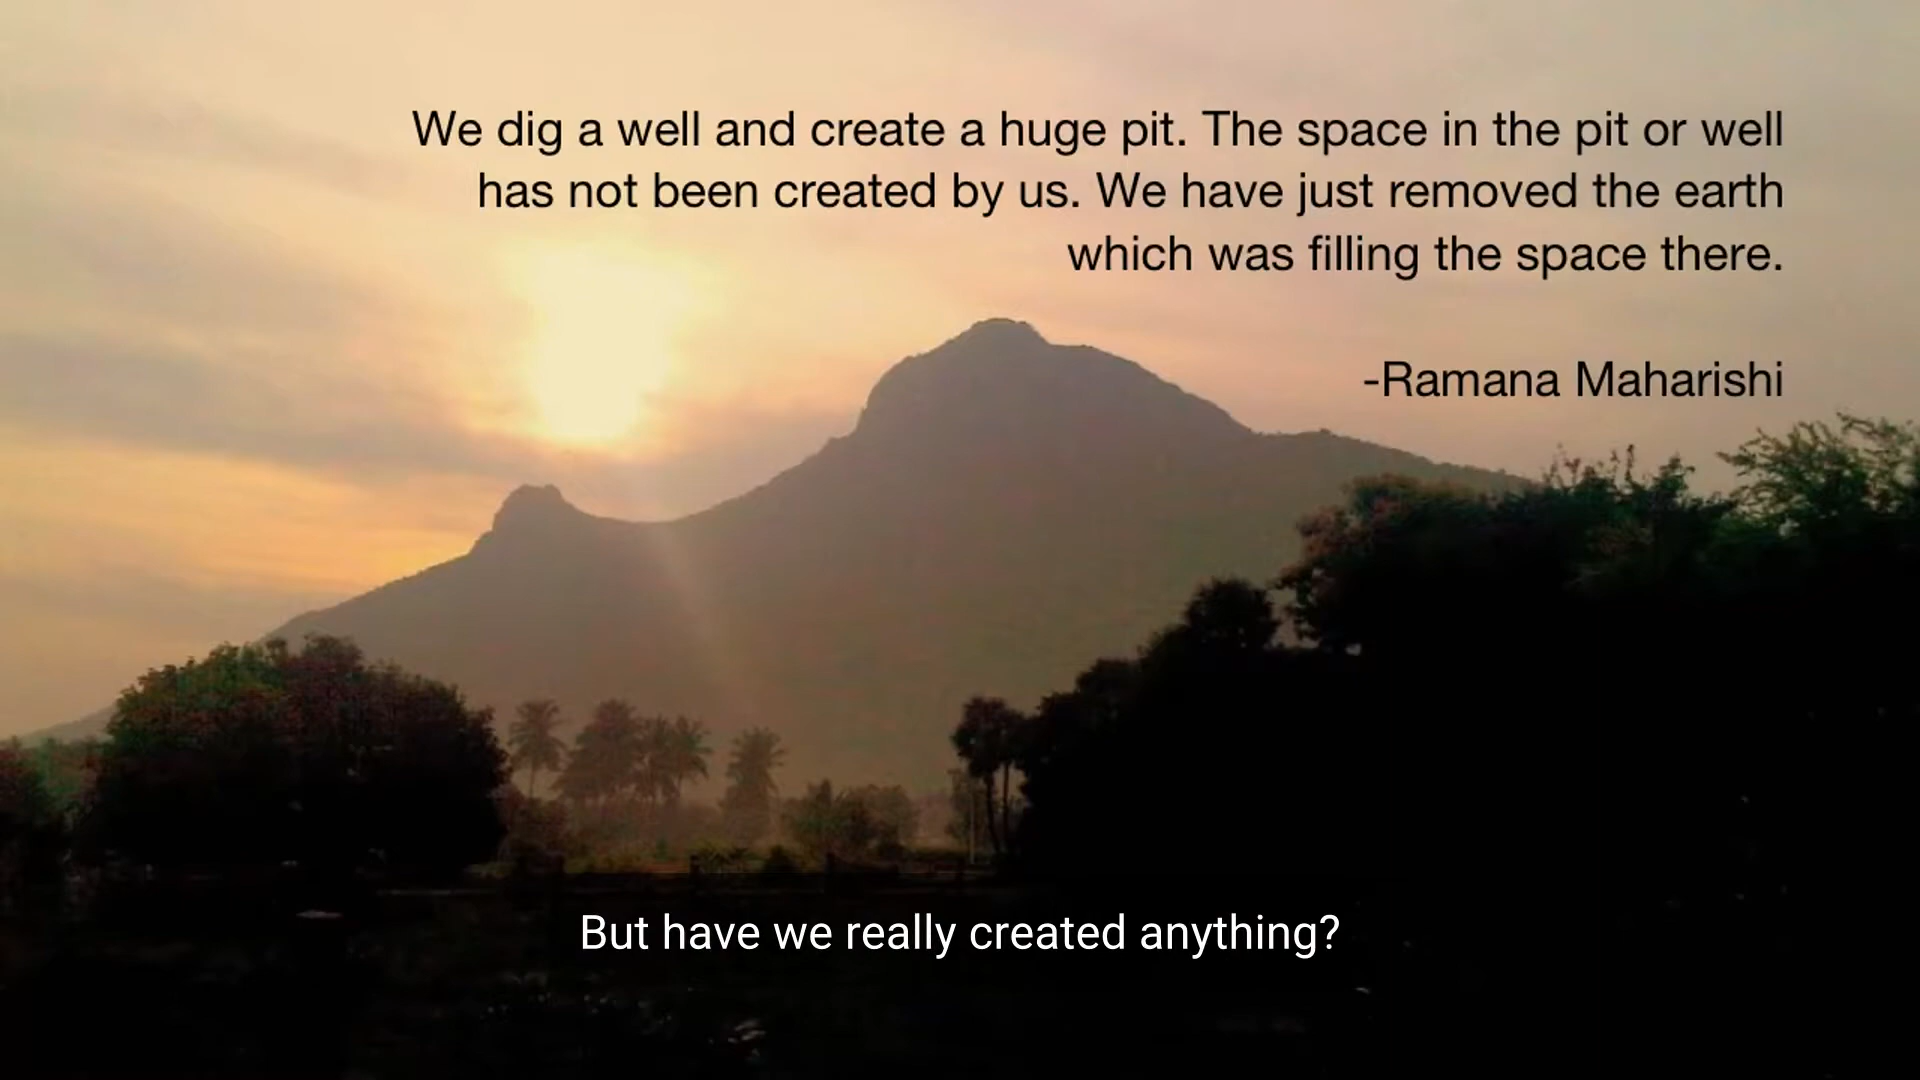 We dig a well and create a huge pit. The space in the pit or well
has not been created by us. We have just removed the earth
which was filling the space there.
-Ramana Maharishi
But have we really created anything?